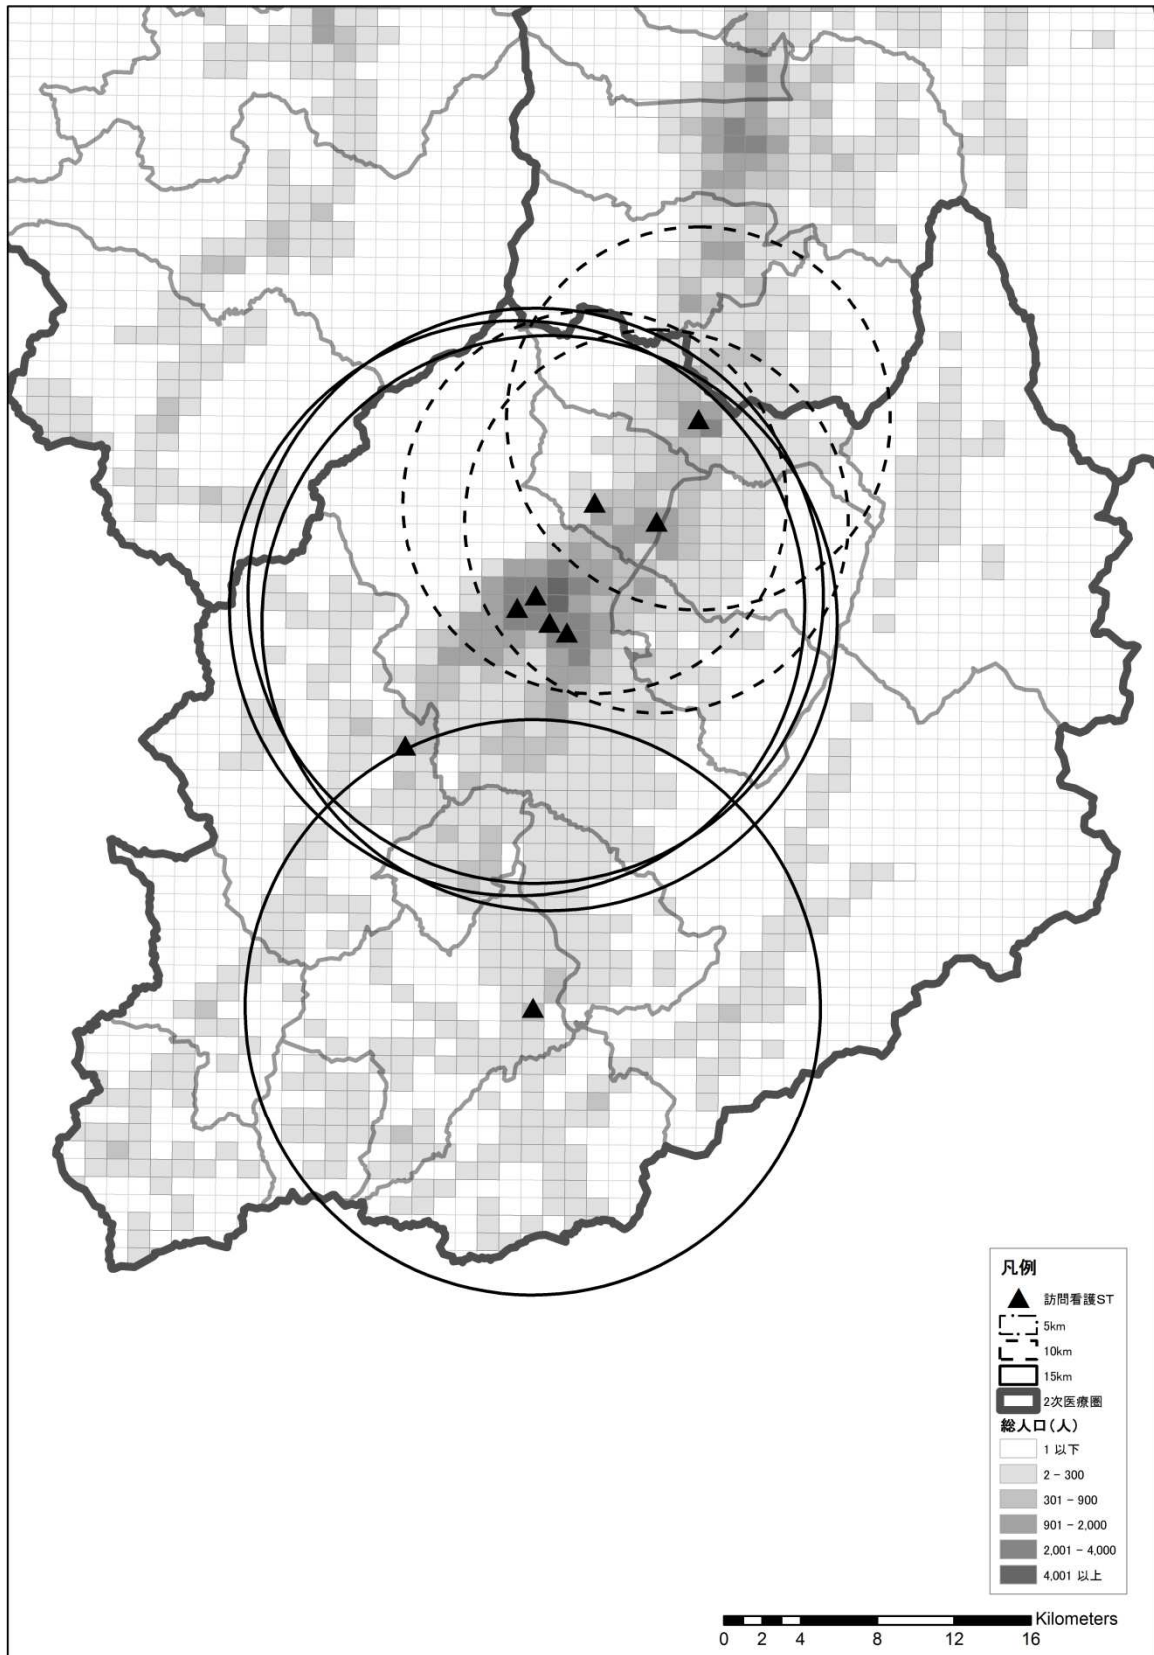 凡例
訪問看護ST
5km
10km
15km
2次医療圏
総人口(人)
1 以下
2 - 300
301 - 900
901 - 2,000
2,001 - 4,000
4,001 以上
Kilometers
0 2 4 8 12 16